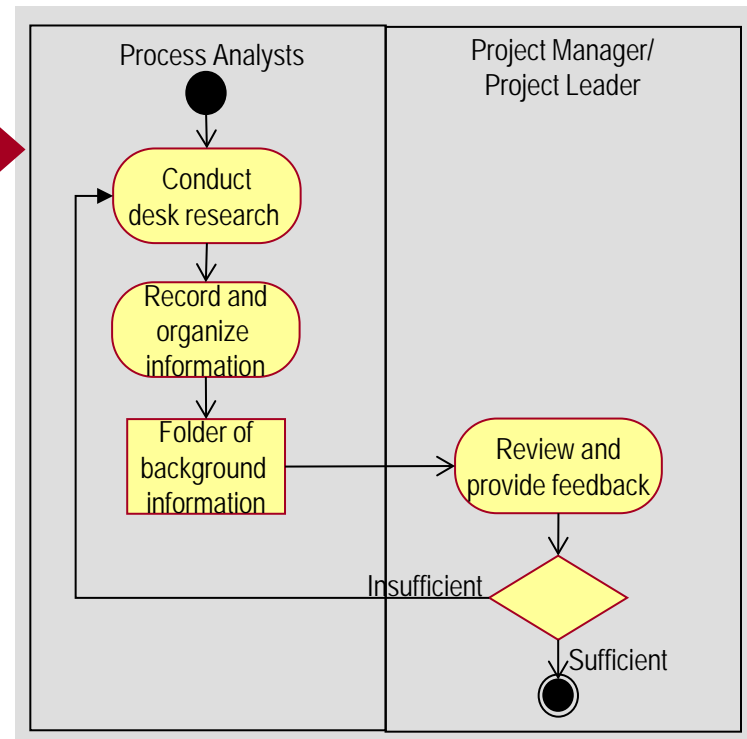 Process Analysts
Project Manager/
Project Leader
Conduct
desk research
Record and
organize
information
Folder of
background
information
Review and
provide feedback
Insufficient
Sufficient